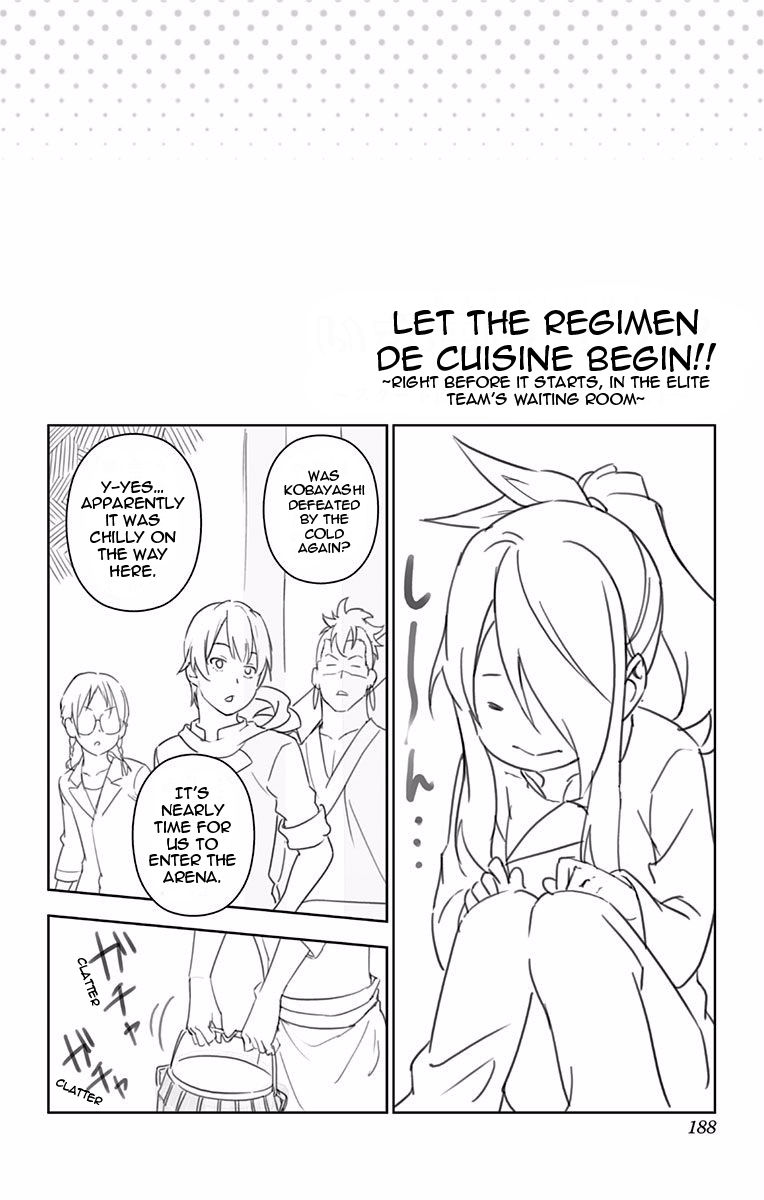 LET THE REGIMEN
DE CUISINE BEGIN!!
~RIGHT BEFORE IT STARTS, IN THE ELITE
TEAM'S WAITING ROOM~
しーん…
WAS
KOBAYASHI
DEFEATED
BY THE
COLD
AGAIN?
Y-YES...
APPARENTLY
IT WAS
CHILLY ON
THE WAY
HERE.
IT'S
NEARLY
TIME FOR
US TO
ENTER THE
ARENA.
ガチャ
CLATTER
ガチャ
CLATTER
188